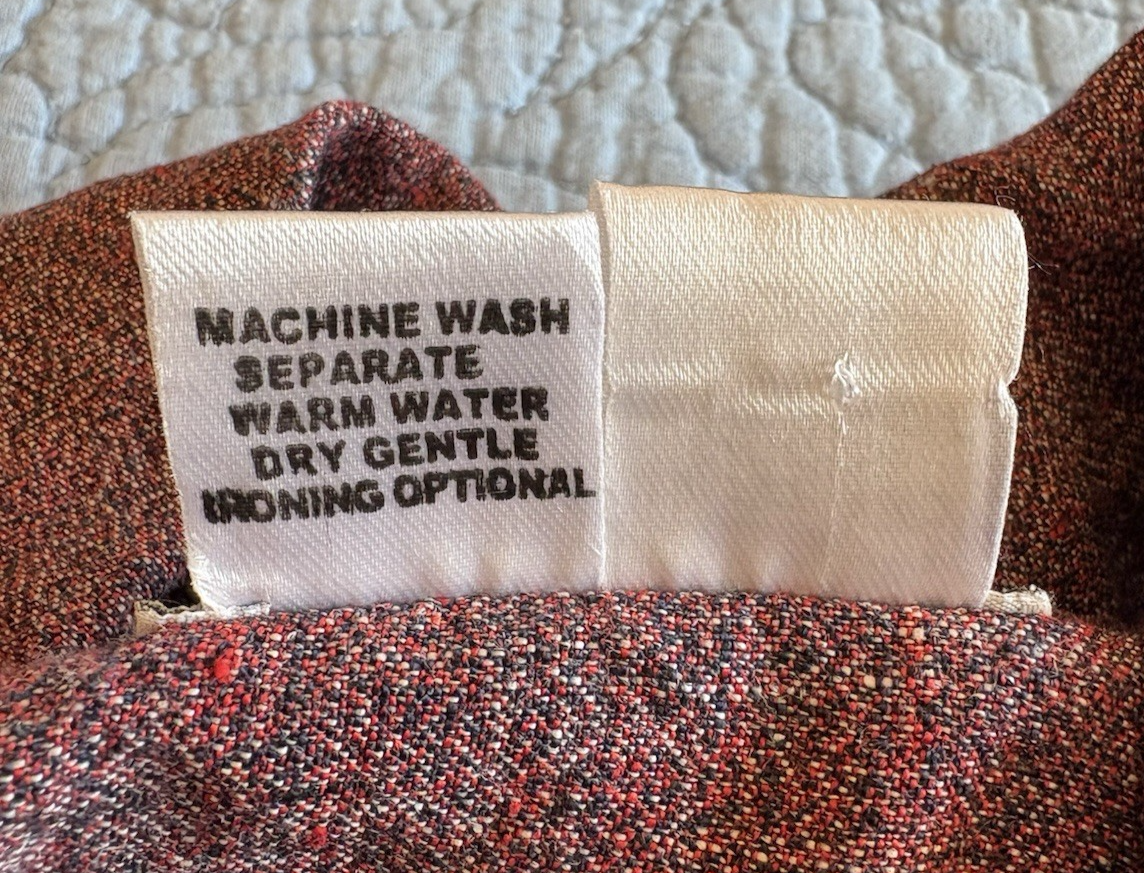 MACHINE WASH
SEPARATE
WARM WATER
DRY GENTLE
IRONING OPTIONAL